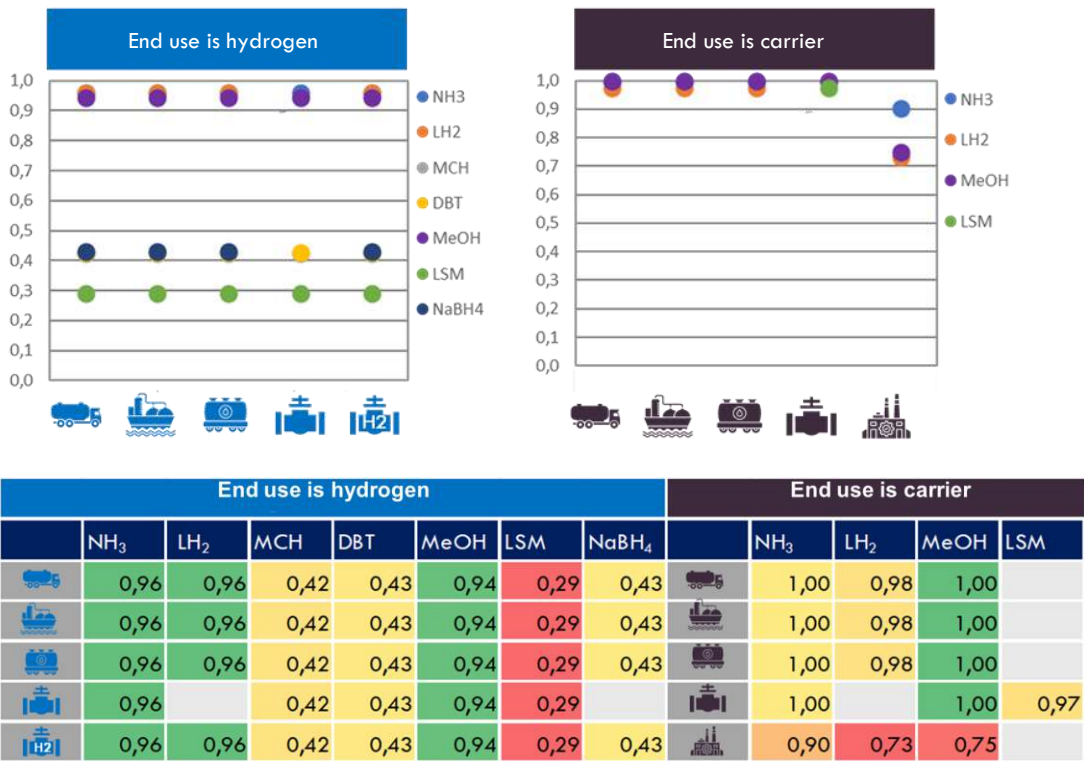 End use is hydrogen
1,0
0,9
0,8
0,7
0,6
0,5
0,4
0,3
0,2
0,1
0,0
NH3
LH2
MCH
DBT
MeOH
LSM
NaBH4
H2
End use is carrier
1,0
0,9
0,8
0,7
0,6
0,5
0,4
0,3
0,2
0,1
0,0
NH3
LH2
MeOH
LSM
End use is hydrogen End use is carrier
NH₃ LH₂ MCH DBT MeOH LSM NaBH₄ NH₃ LH₂ MeOH LSM
0,96 0,96 0,42 0,43 0,94 0,29 0,43 1,00 0,98 1,00
0,96 0,96 0,42 0,43 0,94 0,29 0,43 1,00 0,98 1,00
0,96 0,96 0,42 0,43 0,94 0,29 0,43 1,00 0,98 1,00
0,96 0,42 0,43 0,94 0,29 1,00 1,00 0,97
H2 0,96 0,96 0,42 0,43 0,94 0,29 0,43 0,90 0,73 0,75